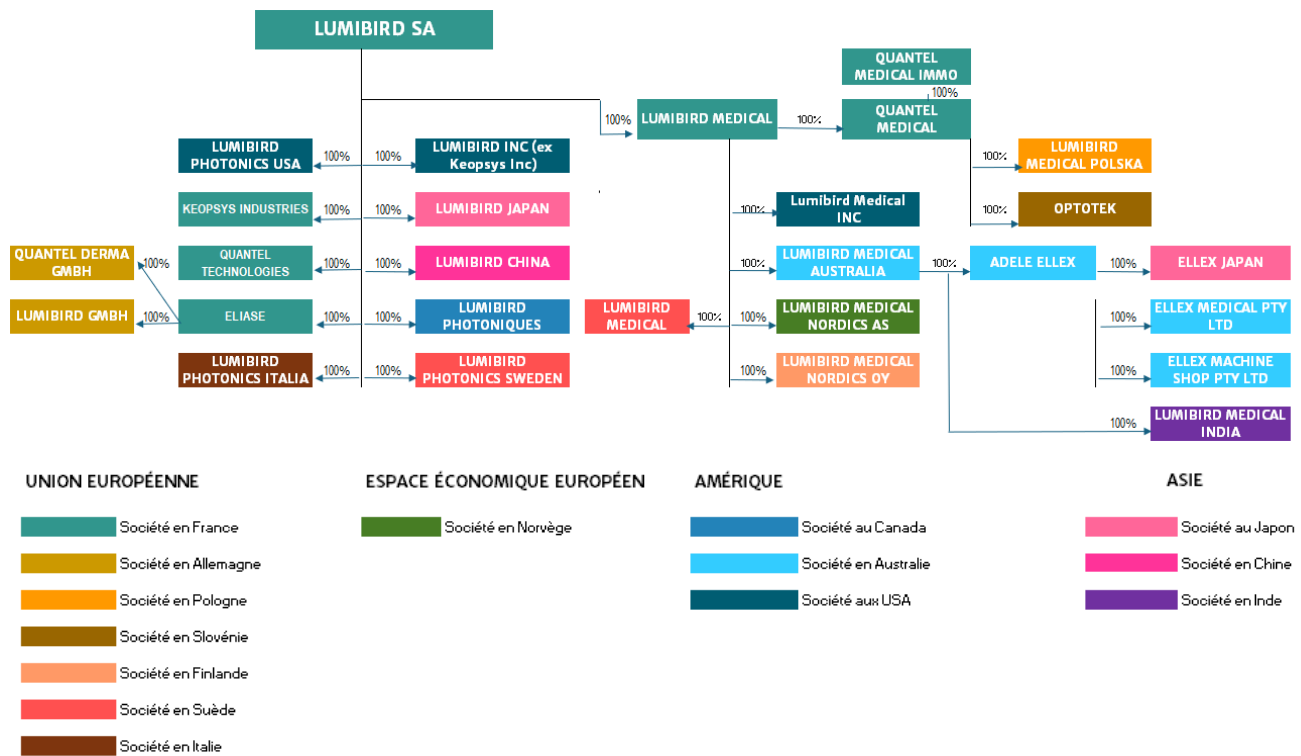 LUMIBIRD SA
QUANTEL
MEDICAL IMMO
100%
LUMIBIRD MEDICAL
100%
100%
QUANTEL
MEDICAL
LUMIBIRD
PHOTONICS USA
100%
100%
LUMIBIRD INC (ex
Keopsys Inc)
100%
LUMIBIRD
MEDICAL POLSKA
KEOPSYS INDUSTRIES
100%
100%
LUMIBIRD JAPAN
100%
Lumibird Medical
INC
100%
OPTOTEK
QUANTEL DERMA
GMBH
100%
QUANTEL
TECHNOLOGIES
100%
100%
LUMIBIRD CHINA
100%
LUMIBIRD MEDICAL
AUSTRALIA
100%
ADELE ELLEX
100%
ELLEX JAPAN
LUMIBIRD GMBH
100%
ELIASE
100%
100%
LUMIBIRD
PHOTONIQUES
LUMIBIRD
MEDICAL
100%
100%
LUMIBIRD MEDICAL
NORDICS AS
100%
ELLEX MEDICAL PTY
LTD
LUMIBIRD
PHOTONICS ITALIA
100%
100%
LUMIBIRD
PHOTONICS SWEDEN
100%
LUMIBIRD MEDICAL
NORDICS OY
100%
ELLEX MACHINE
SHOP PTY LTD
100%
LUMIBIRD MEDICAL
INDIA
UNION EUROPÉENNE
Société en France
Société en Allemagne
Société en Pologne
Société en Slovénie
Société en Finlande
Société en Suède
Société en Italie
ESPACE ÉCONOMIQUE EUROPÉEN
Société en Norvège
AMÉRIQUE
Société au Canada
Société en Australie
Société aux USA
ASIE
Société au Japon
Société en Chine
Société en Inde